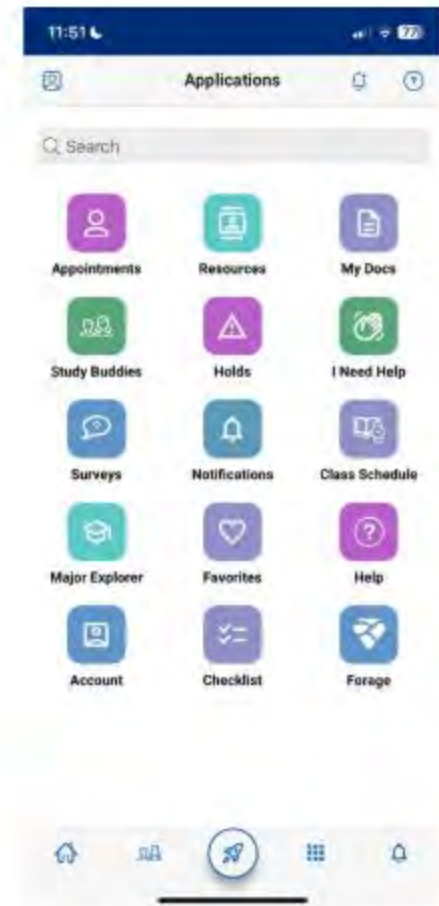 11:51
77
Applications
Search
Appointments Resources My Docs
Study Buddies Holds I Need Help
Surveys Notifications Class Schedule
Major Explorer Favorites Help
Account Checklist Forage